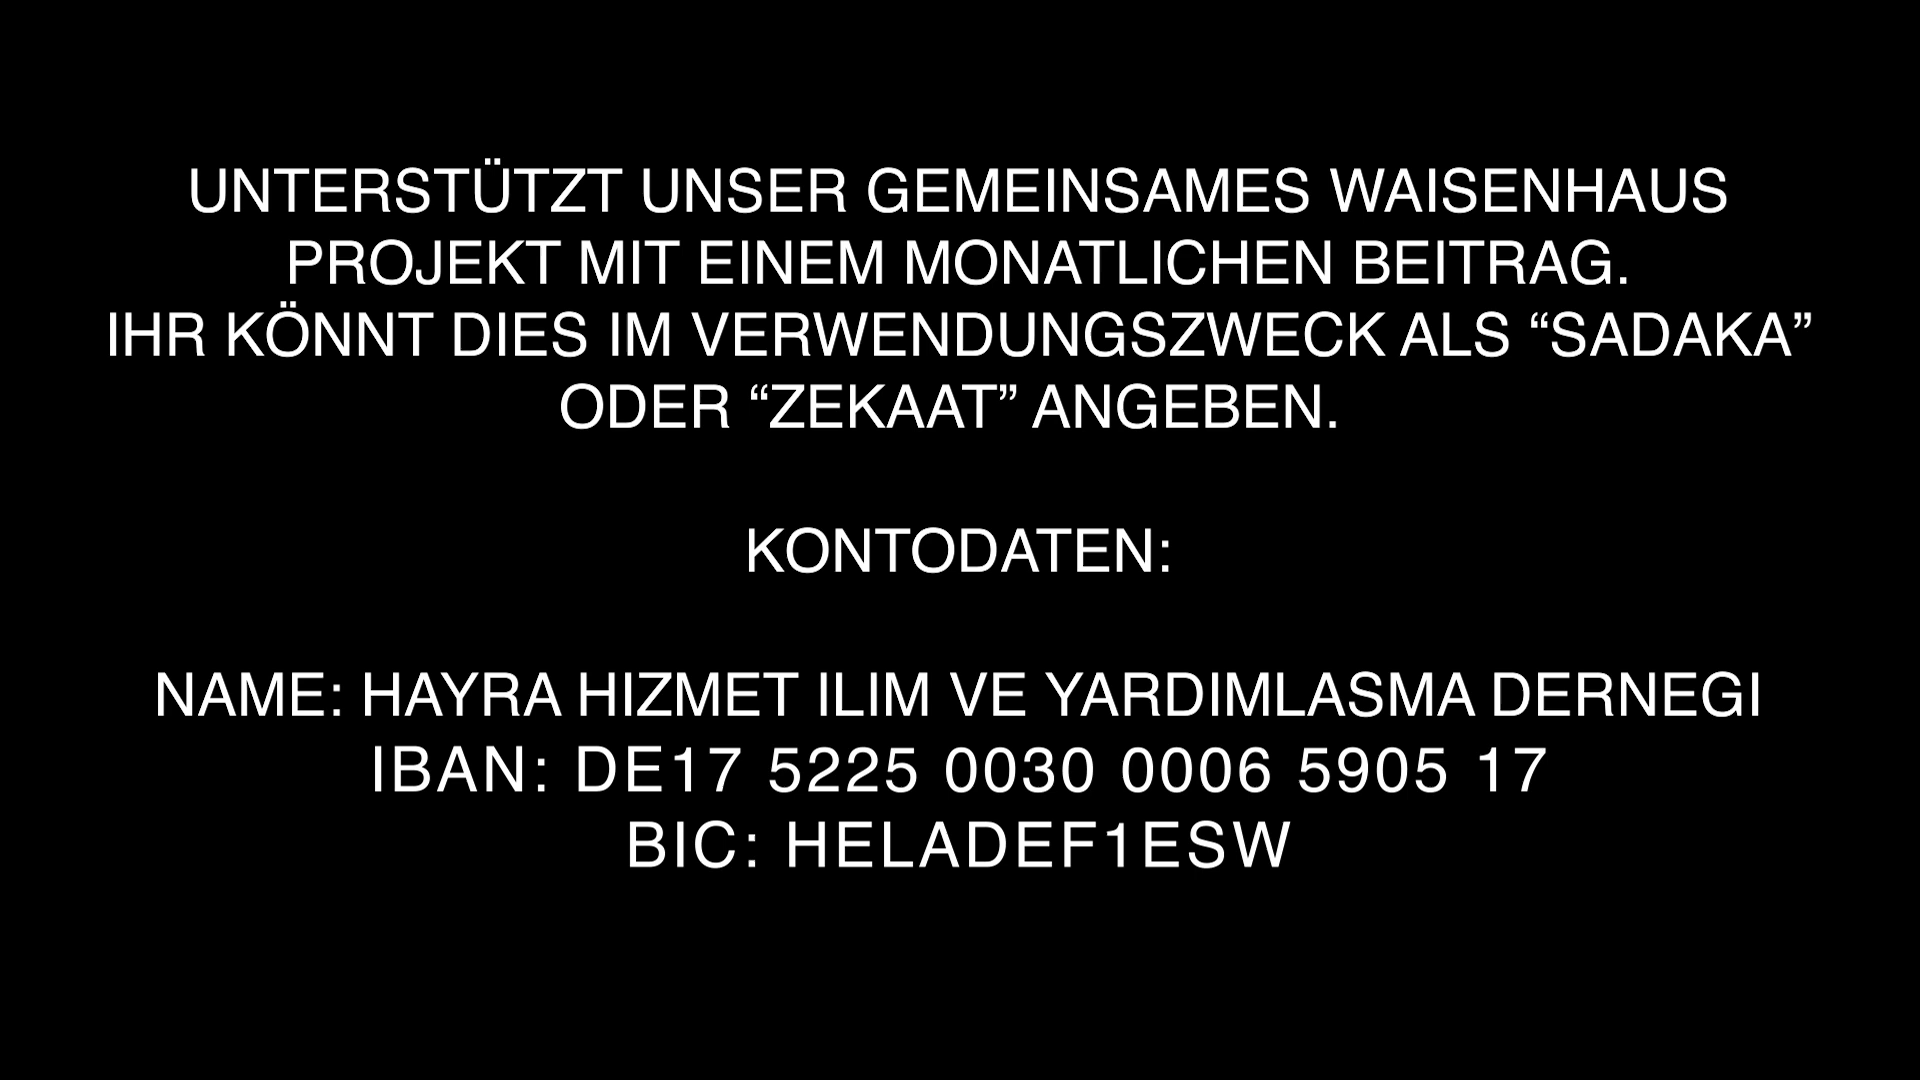 UNTERSTÜTZT UNSER GEMEINSAMES WAISENHAUS
PROJEKT MIT EINEM MONATLICHEN BEITRAG.
IHR KÖNNT DIES IM VERWENDUNGSZWECK ALS “SADAKA”
ODER “ZEKAAT” ANGEBEN.
KONTODATEN:
NAME: HAYRA HIZMET ILIM VE YARDIMLASMA DERNEGI
IBAN: DE17 5225 0030 0006 5905 17
BIC: HELADEF1ESW